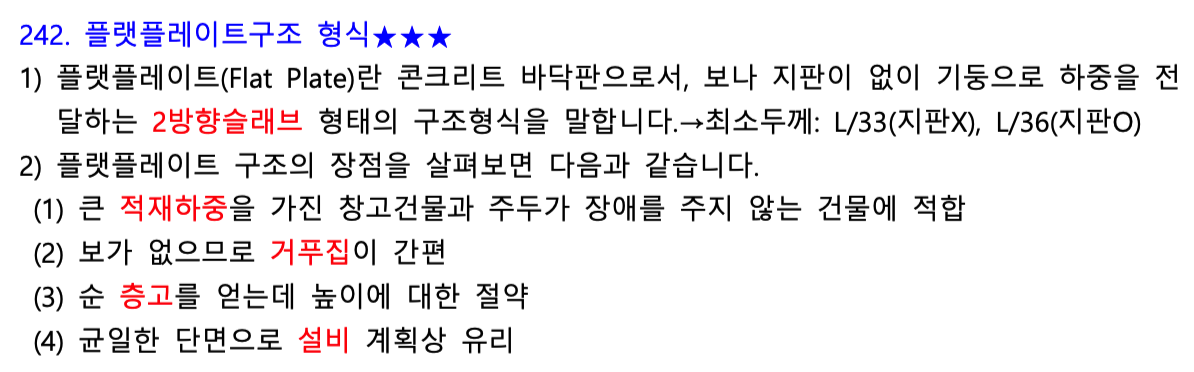 242. 플랫플레이트구조 형식★★★
1) 플랫플레이트(Flat Plate)란 콘크리트 바닥판으로서, 보나 지판이 없이 기둥으로 하중을 전
달하는 2방향슬래브 형태의 구조형식을 말합니다.→최소두께: L/33(지판X), L/36(지판O)
2) 플랫플레이트 구조의 장점을 살펴보면 다음과 같습니다.
(1) 큰 적재하중을 가진 창고건물과 주두가 장애를 주지 않는 건물에 적합
(2) 보가 없으므로 거푸집이 간편
(3) 순 층고를 얻는데 높이에 대한 절약
(4) 균일한 단면으로 설비 계획상 유리